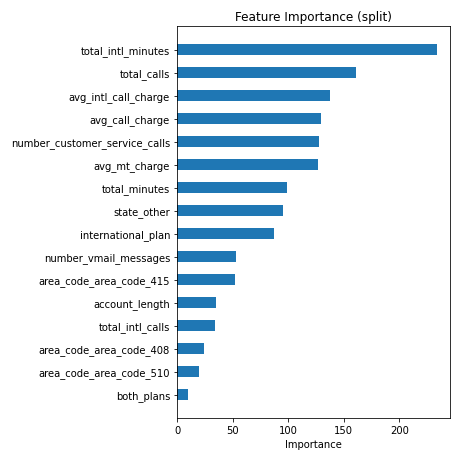 Feature Importance (split)
total_intl_minutes
total_calls
avg_intl_call_charge
avg_call_charge
number_customer_service_calls
avg_mt_charge
total_minutes
state_other
international_plan
number_vmail_messages
area_code_area_code_415
account_length
total_intl_calls
area_code_area_code_408
area_code_area_code_510
both_plans
0 50 100 150 200
Importance